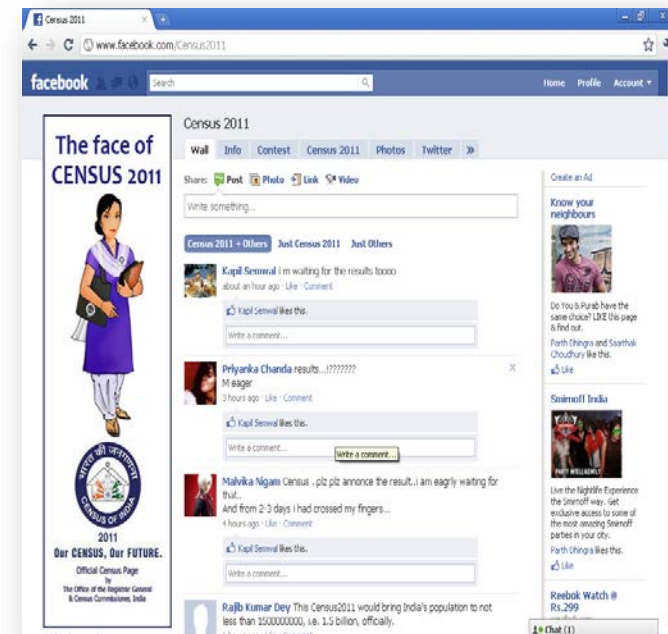 Census 2011
www.facebook.com/Census2011
facebook
Search
Home Profile Account
The face of
CENSUS 2011
भारत की जनगणना
CENSUS OF INDIA
2011
Our CENSUS, Our FUTURE.
Official Census Page
by
The Office of the Registrar General
& Census Commissioner, India
Census 2011
Wall Info Contest Census 2011 Photos Twitter »
Share: Post Photo Link Video
Write something...
Census 2011 + Others Just Census 2011 Just Others
Kapil Semwal i m waiting for the results toooo
about an hour ago · Like · Comment
Kapil Semwal likes this.
Write a comment...
Priyanka Chanda results...!???????
M eager
3 hours ago · Like · Comment
Kapil Semwal likes this.
Write a comment...
Write a comment...
Malvika Nigam Census ..plz plz annonce the result..i am eagrly waiting for
that..
And from 2-3 days i had crossed my fingers...
4 hours ago · Like · Comment
Kapil Semwal likes this.
Write a comment...
Rajib Kumar Dey This Census2011 would bring India's population to not
less than 1500000000, i.e. 1.5 billion, officially.
Create an Ad
Know your
neighbours
Do You & Purab have the
same choice? LIKE this page
& find out.
Parth Dhingra and Saarthak
Choudhury like this.
Like
Smirnoff India
Live the Nightlife Experience
the Smirnoff way. Get
exclusive access to some of
the most amazing Smirnoff
parties in your city.
Parth Dhingra likes this.
Like
Reebok Watch @
Rs.299
Chat (1)